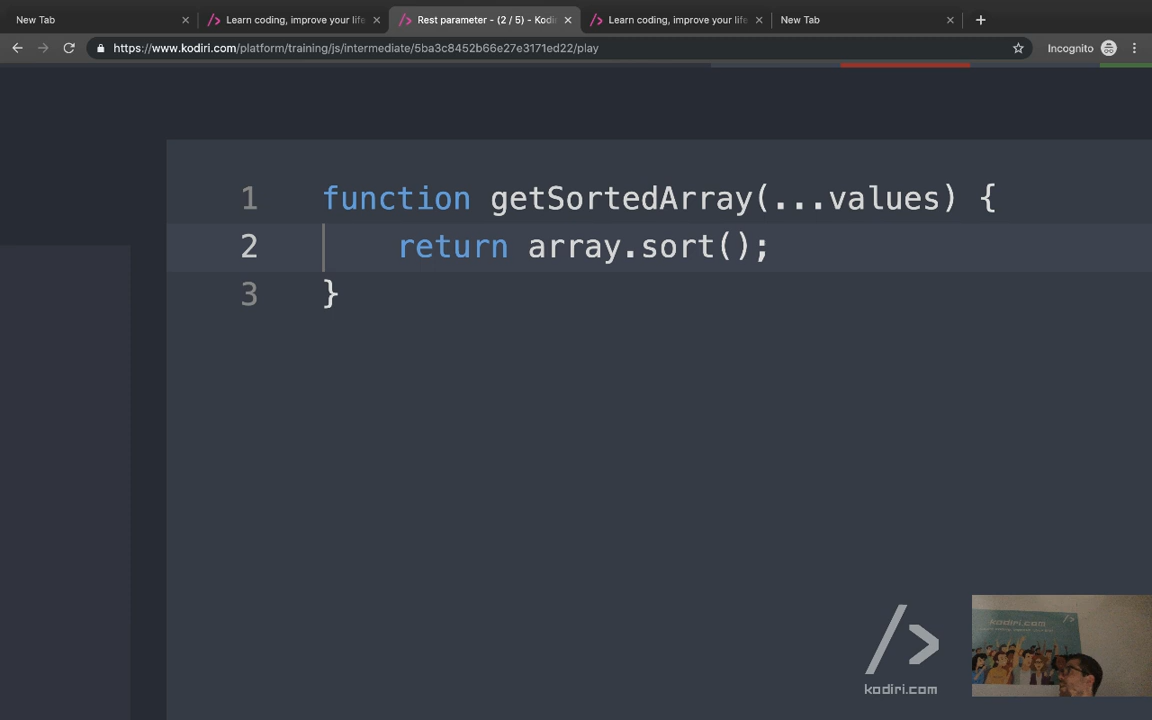 New Tab
Learn coding, improve your life
Rest parameter - (2 / 5) - Kodi
Learn coding, improve your life
New Tab
https://www.kodiri.com/platform/training/js/intermediate/5ba3c8452b66e27e3171ed22/play
Incognito
1 function getSortedArray(...values) {
2 return array.sort();
3 }
kodiri.com
kodiri.com